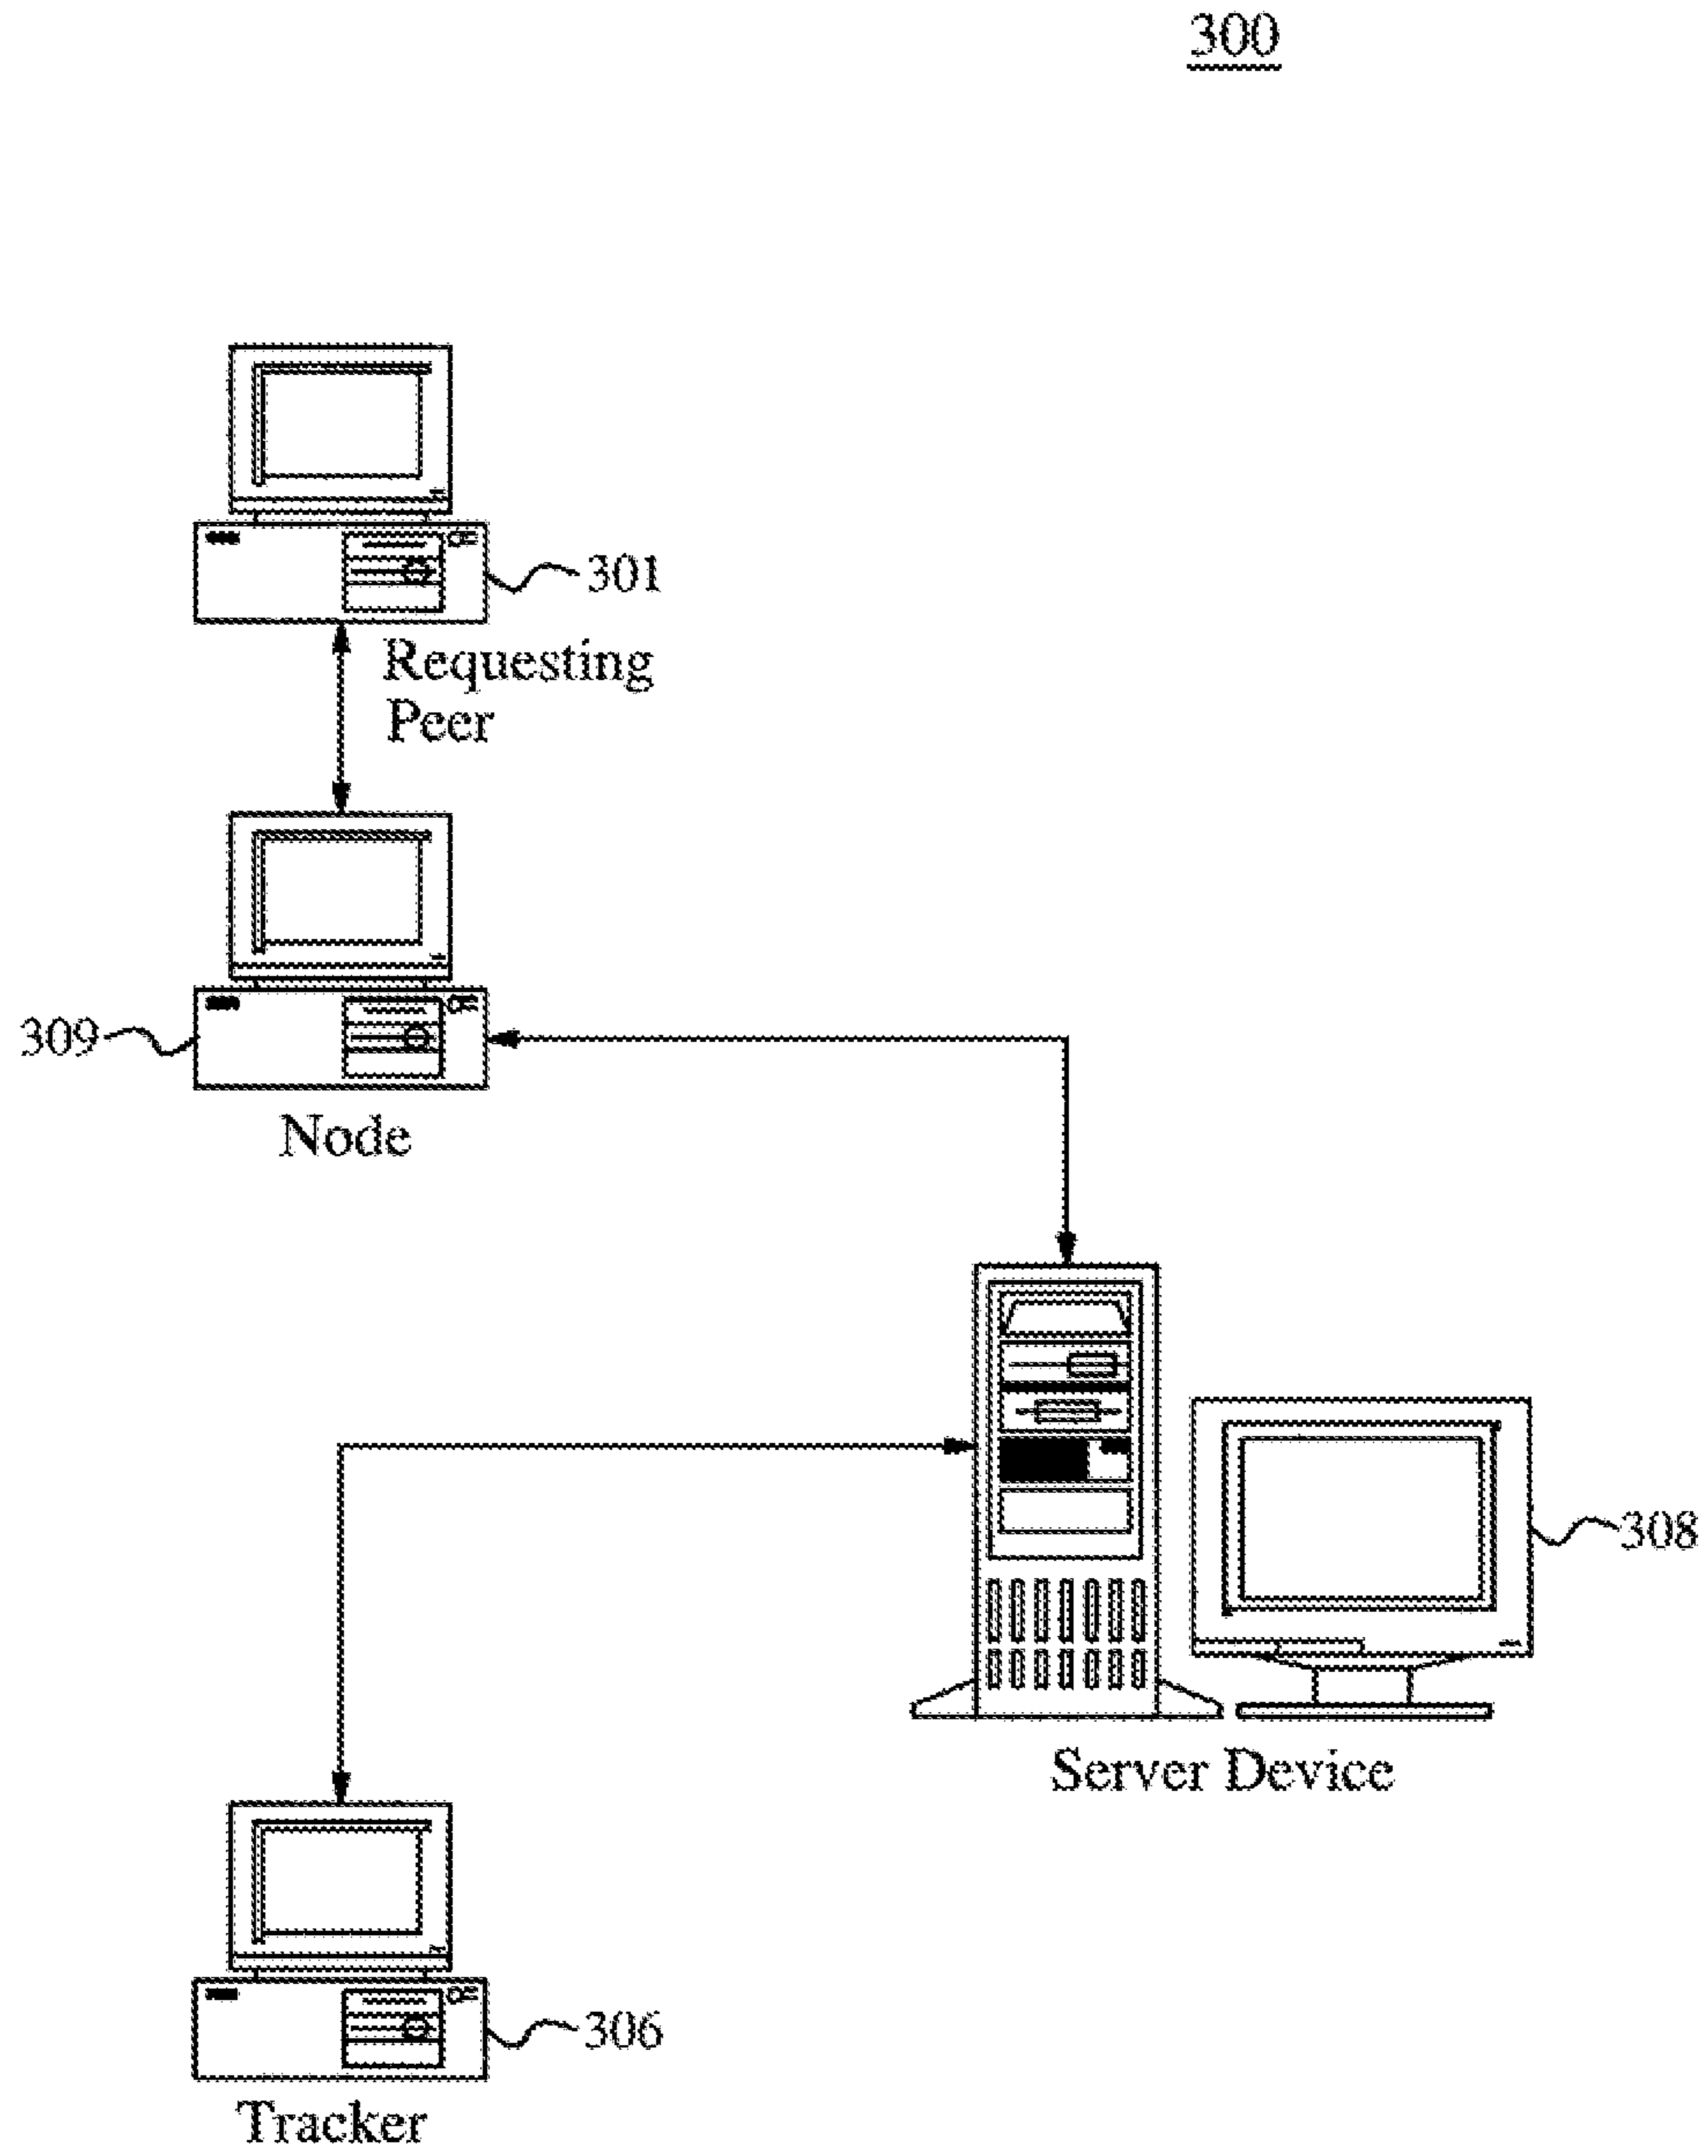 300
301
Requesting
Peer
309
Node
308
Server Device
306
Tracker